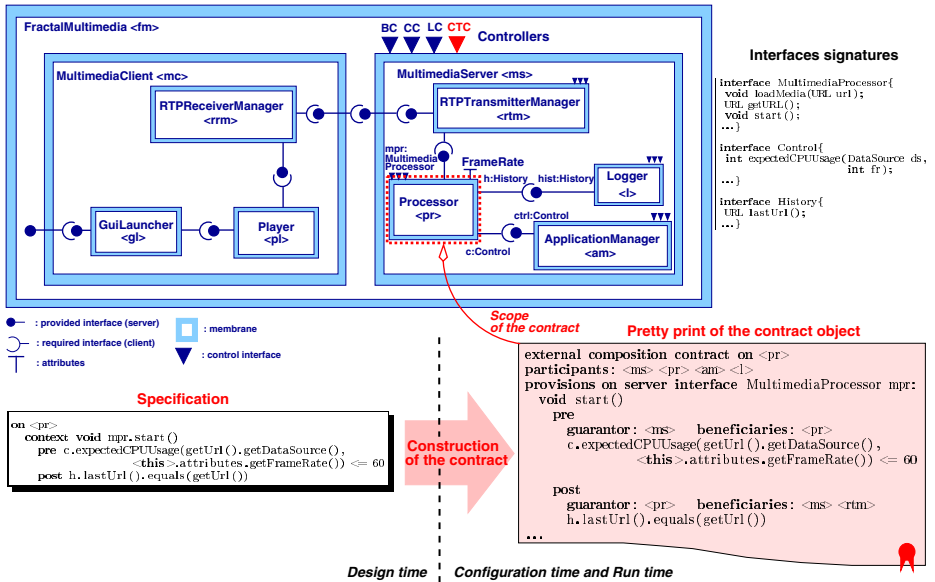 FractalMultimedia <fm>
BC CC LC CTC
Controllers
MultimediaClient <mc>
RTPReceiverManager
<rrm>
GuiLauncher
<gl>
Player
<pl>
MultimediaServer <ms>
RTPTransmitterManager
<rtm>
mpr:
Multimedia
Processor
FrameRate
h:History
hist:History
Logger
<l>
Processor
<pr>
ctrl:Control
c:Control
ApplicationManager
<am>
Interfaces signatures
interface MultimediaProcessor{
void loadMedia(URL url);
URL getURL();
void start();
...}
interface Control{
int expectedCPUUsage(DataSource ds,
int fr);
...}
interface History{
URL lastUrl();
...}
: provided interface (server)
: required interface (client)
: attributes
: membrane
: control interface
Scope
of the contract
Specification
on <pr>
context void mpr.start()
pre c.expectedCPUUsage(getUrl().getDataSource(),
<this>.attributes.getFrameRate()) <= 60
post h.lastUrl().equals(getUrl())
Construction
of the contract
Pretty print of the contract object
external composition contract on <pr>
participants: <ms> <pr> <am> <l>
provisions on server interface MultimediaProcessor mpr:
void start()
pre
guarantor: <ms> beneficiaries: <pr>
c.expectedCPUUsage(getUrl().getDataSource(),
<this>.attributes.getFrameRate()) <= 60
post
guarantor: <pr> beneficiaries: <ms> <rtm>
h.lastUrl().equals(getUrl())
...
Design time
Configuration time and Run time